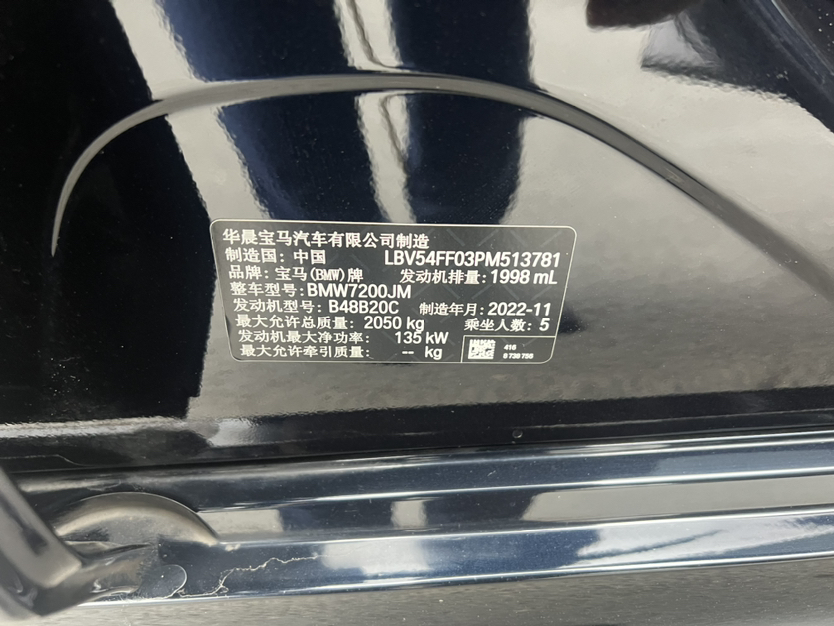 华晨宝马汽车有限公司制造
制造国: 中国 LBV54FF03PM513781
品牌: 宝马(BMW)牌 发动机排量: 1998 mL
整车型号: BMW7200JM
发动机型号: B48B20C 制造年月: 2022-11
最大允许总质量: 2050 kg 乘坐人数: 5
发动机最大净功率: 135 kW
最大允许牵引质量: -- kg
416
8 738 755